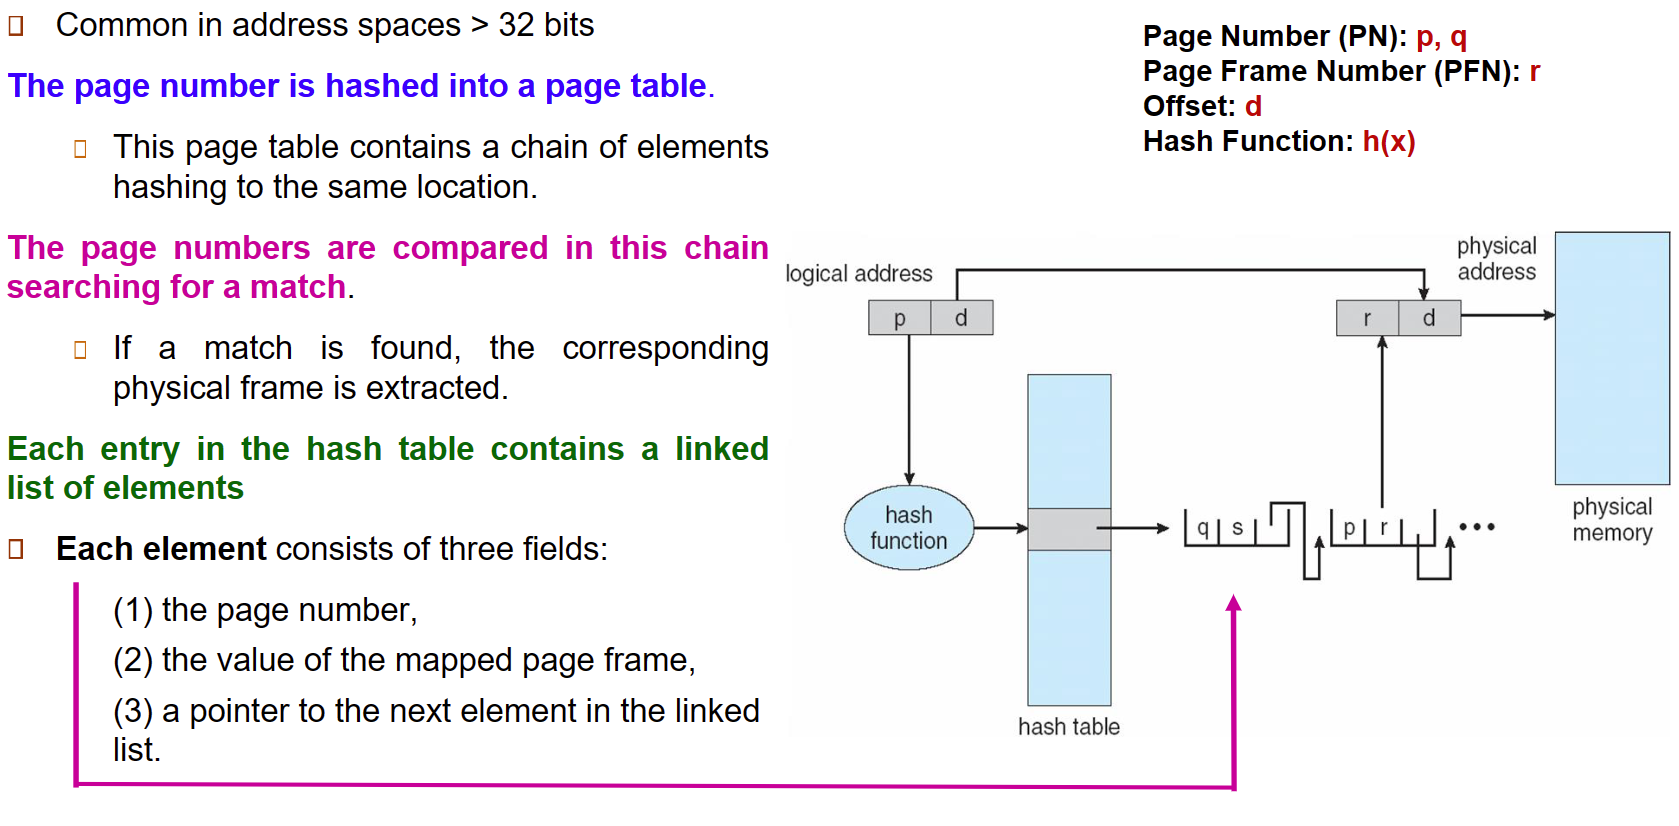 Common in address spaces > 32 bits
The page number is hashed into a page table.
This page table contains a chain of elements
hashing to the same location.
The page numbers are compared in this chain
searching for a match.
If a match is found, the corresponding
physical frame is extracted.
Each entry in the hash table contains a linked
list of elements
Each element consists of three fields:
(1) the page number,
(2) the value of the mapped page frame,
(3) a pointer to the next element in the linked
list.
Page Number (PN): p, q
Page Frame Number (PFN): r
Offset: d
Hash Function: h(x)
logical address
p d
physical
address
r d
hash
function
q s
p r
•••
physical
memory
hash table